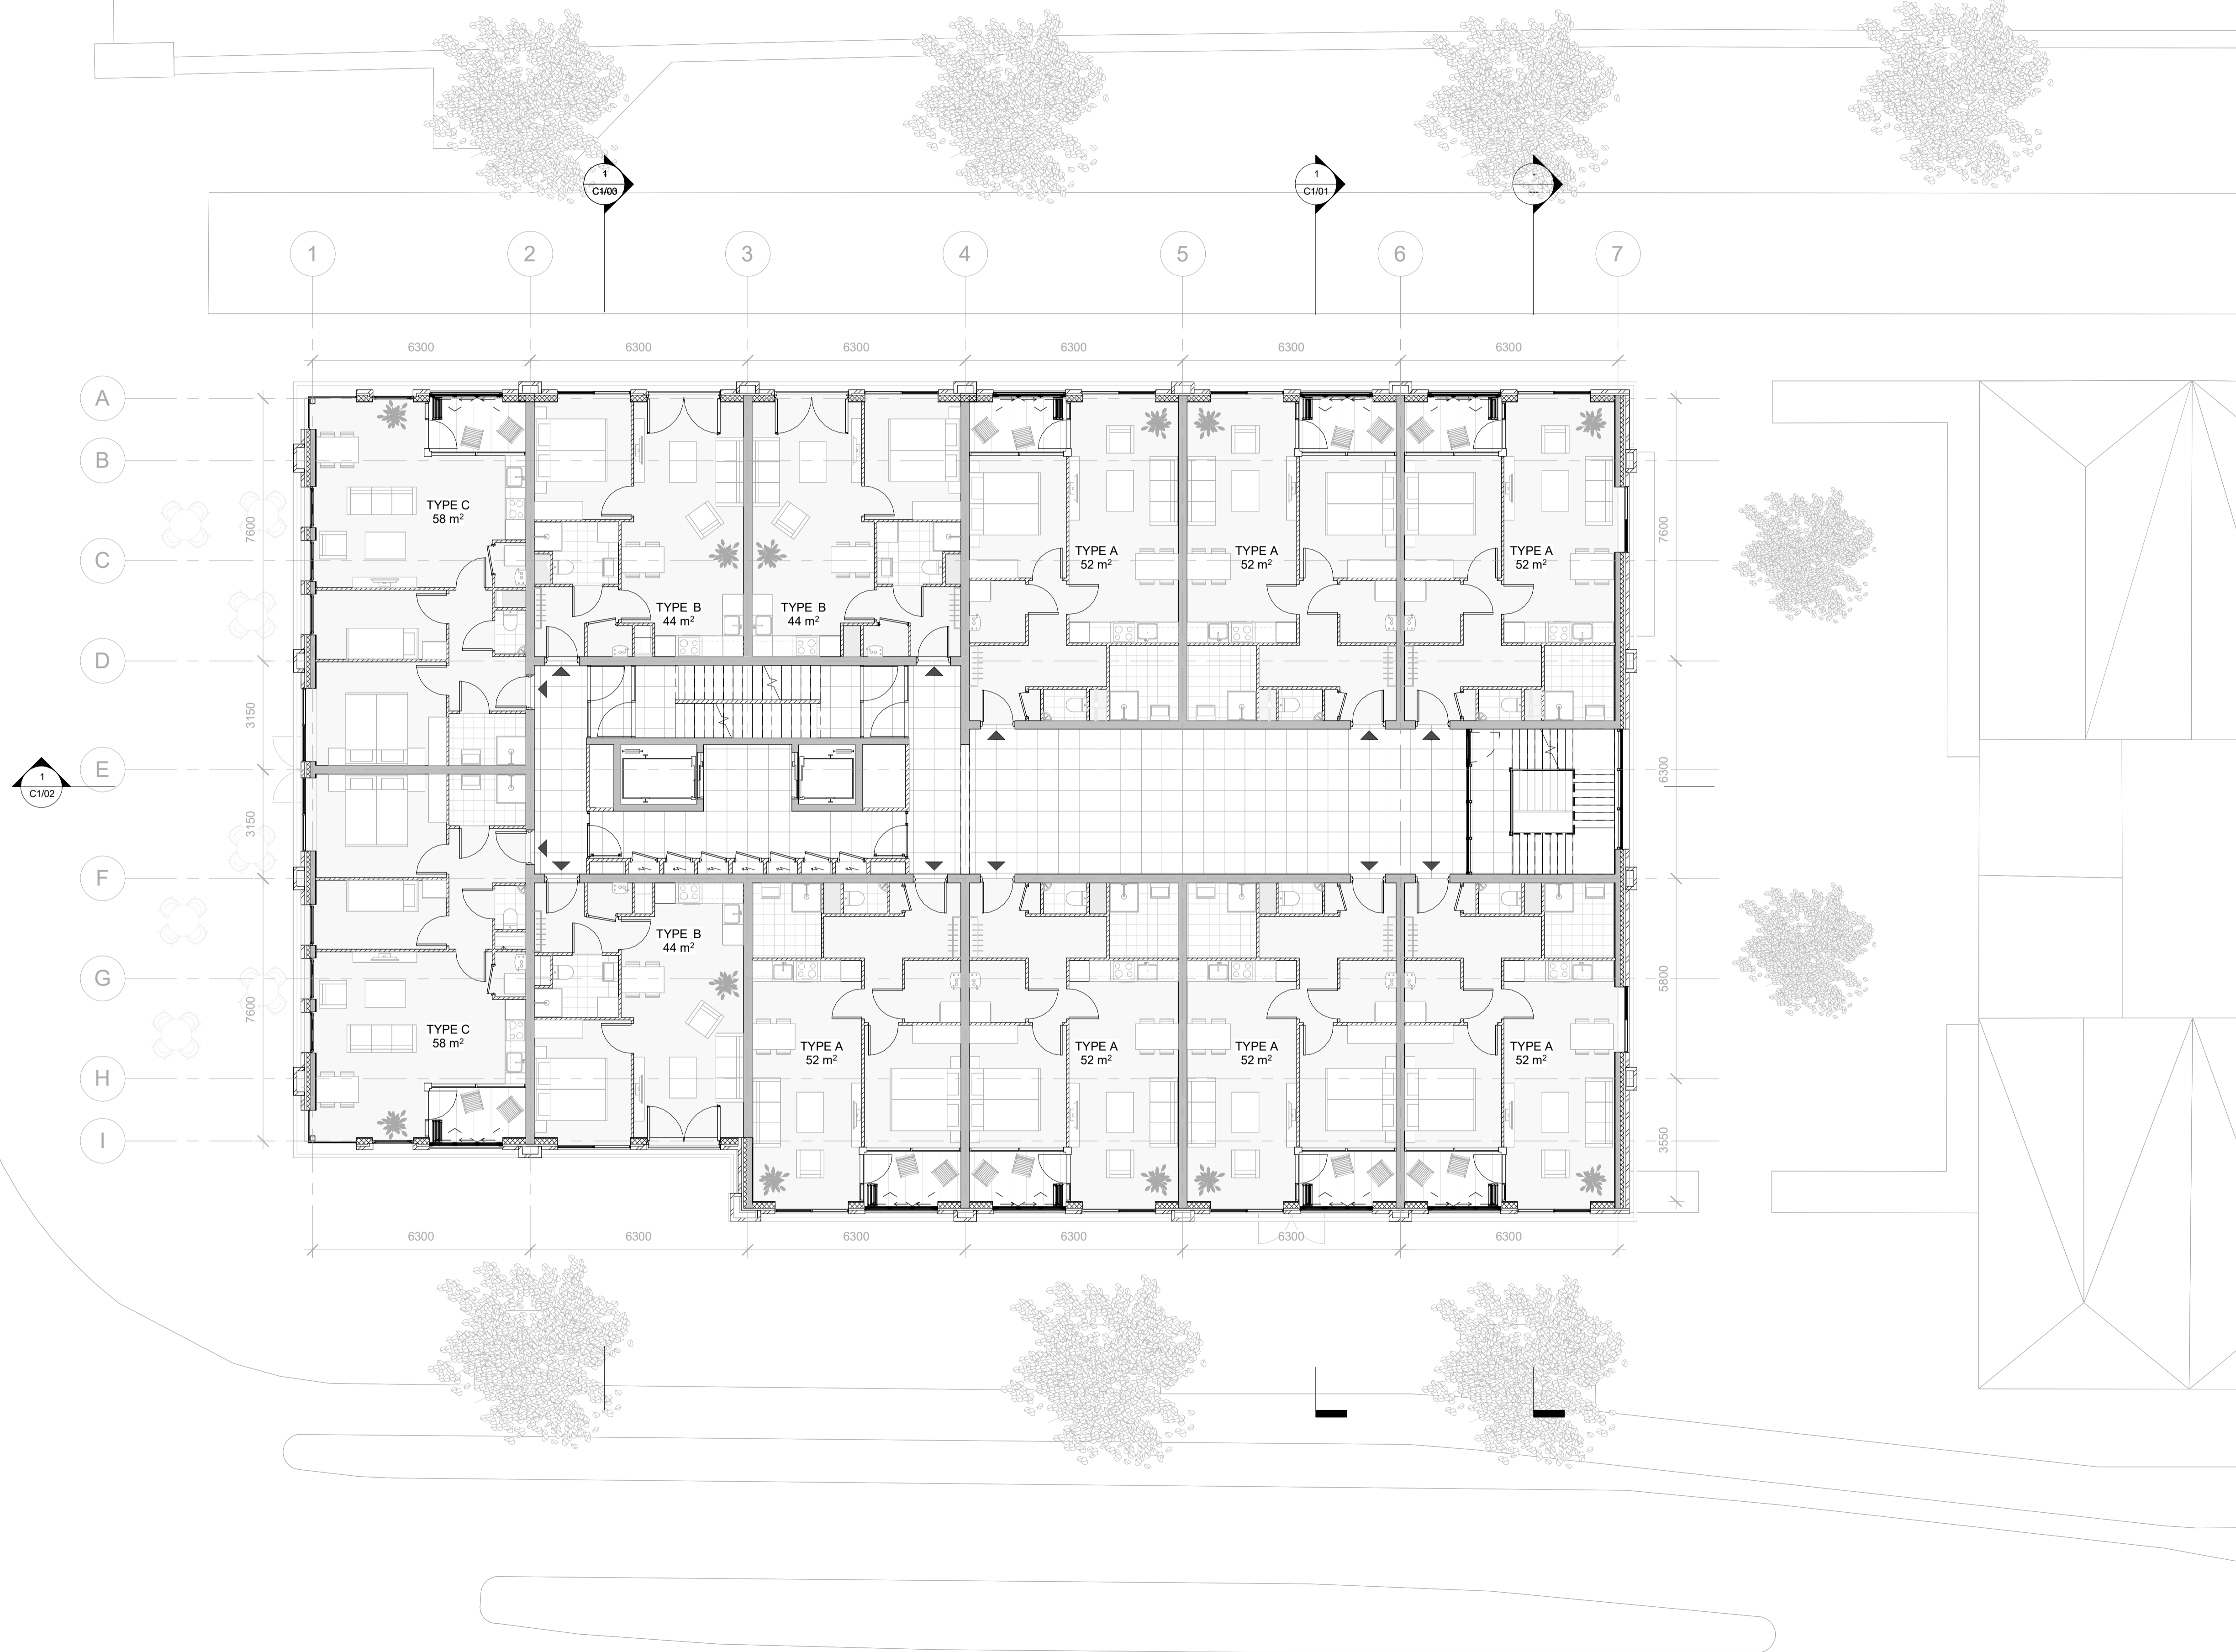 1
C1/01
1
2
3
4
5
6
7
6300
6300
6300
6300
6300
6300
A
B
C
D
E
F
G
H
I
7600
3150
3150
7600
7600
6300
5800
3550
1
C1/02
TYPE C
58 m²
TYPE B
44 m²
TYPE B
44 m²
TYPE A
52 m²
TYPE A
52 m²
TYPE A
52 m²
TYPE B
44 m²
TYPE C
58 m²
TYPE A
52 m²
TYPE A
52 m²
TYPE A
52 m²
TYPE A
52 m²
6300
6300
6300
6300
6300
6300